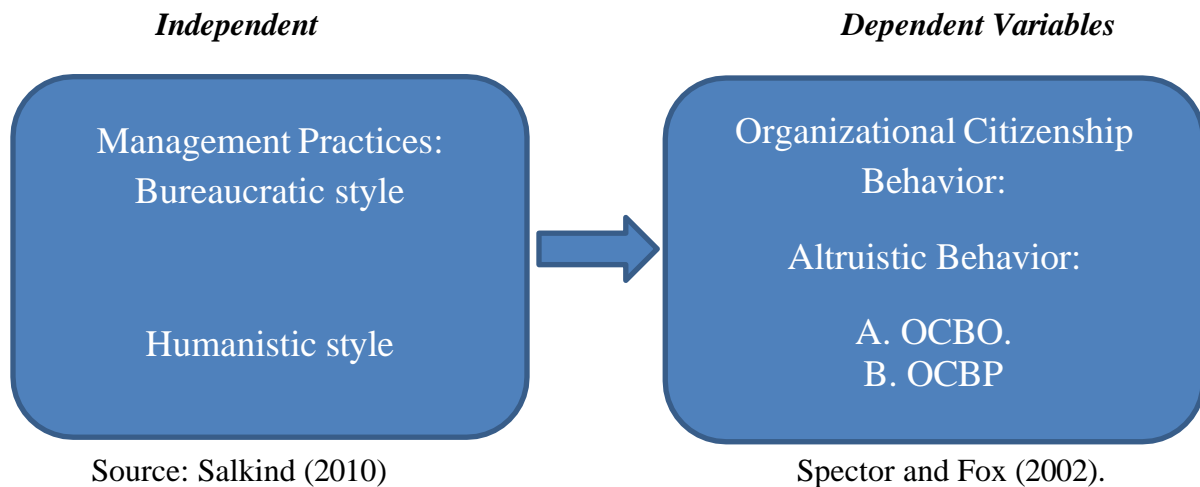 Independent
Dependent Variables
Management Practices:
Bureaucratic style
Humanistic style
Organizational Citizenship
Behavior:
Altruistic Behavior:
A. OCBO.
B. OCBP
Source: Salkind (2010)
Spector and Fox (2002).